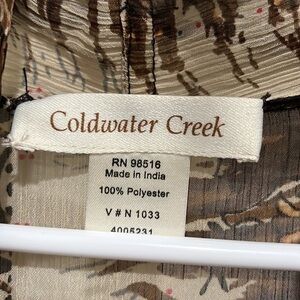 Coldwater Creek
RN 98516
Made in India
100% Polyester
V # N 1033
4005231